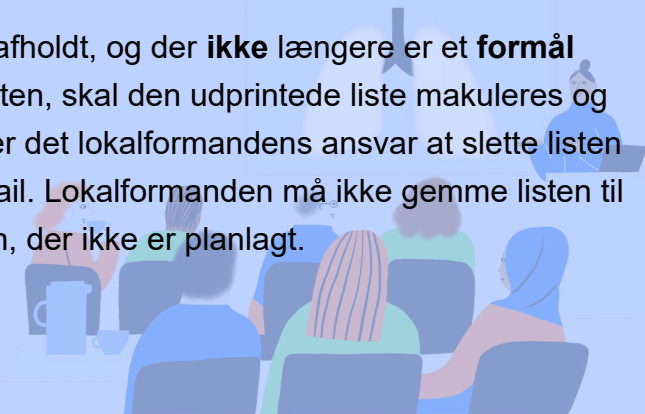 afholdt, og der ikke længere er et formål
ten, skal den udprintede liste makuleres og
er det lokalformandens ansvar at slette listen
ail. Lokalformanden må ikke gemme listen til
n, der ikke er planlagt.